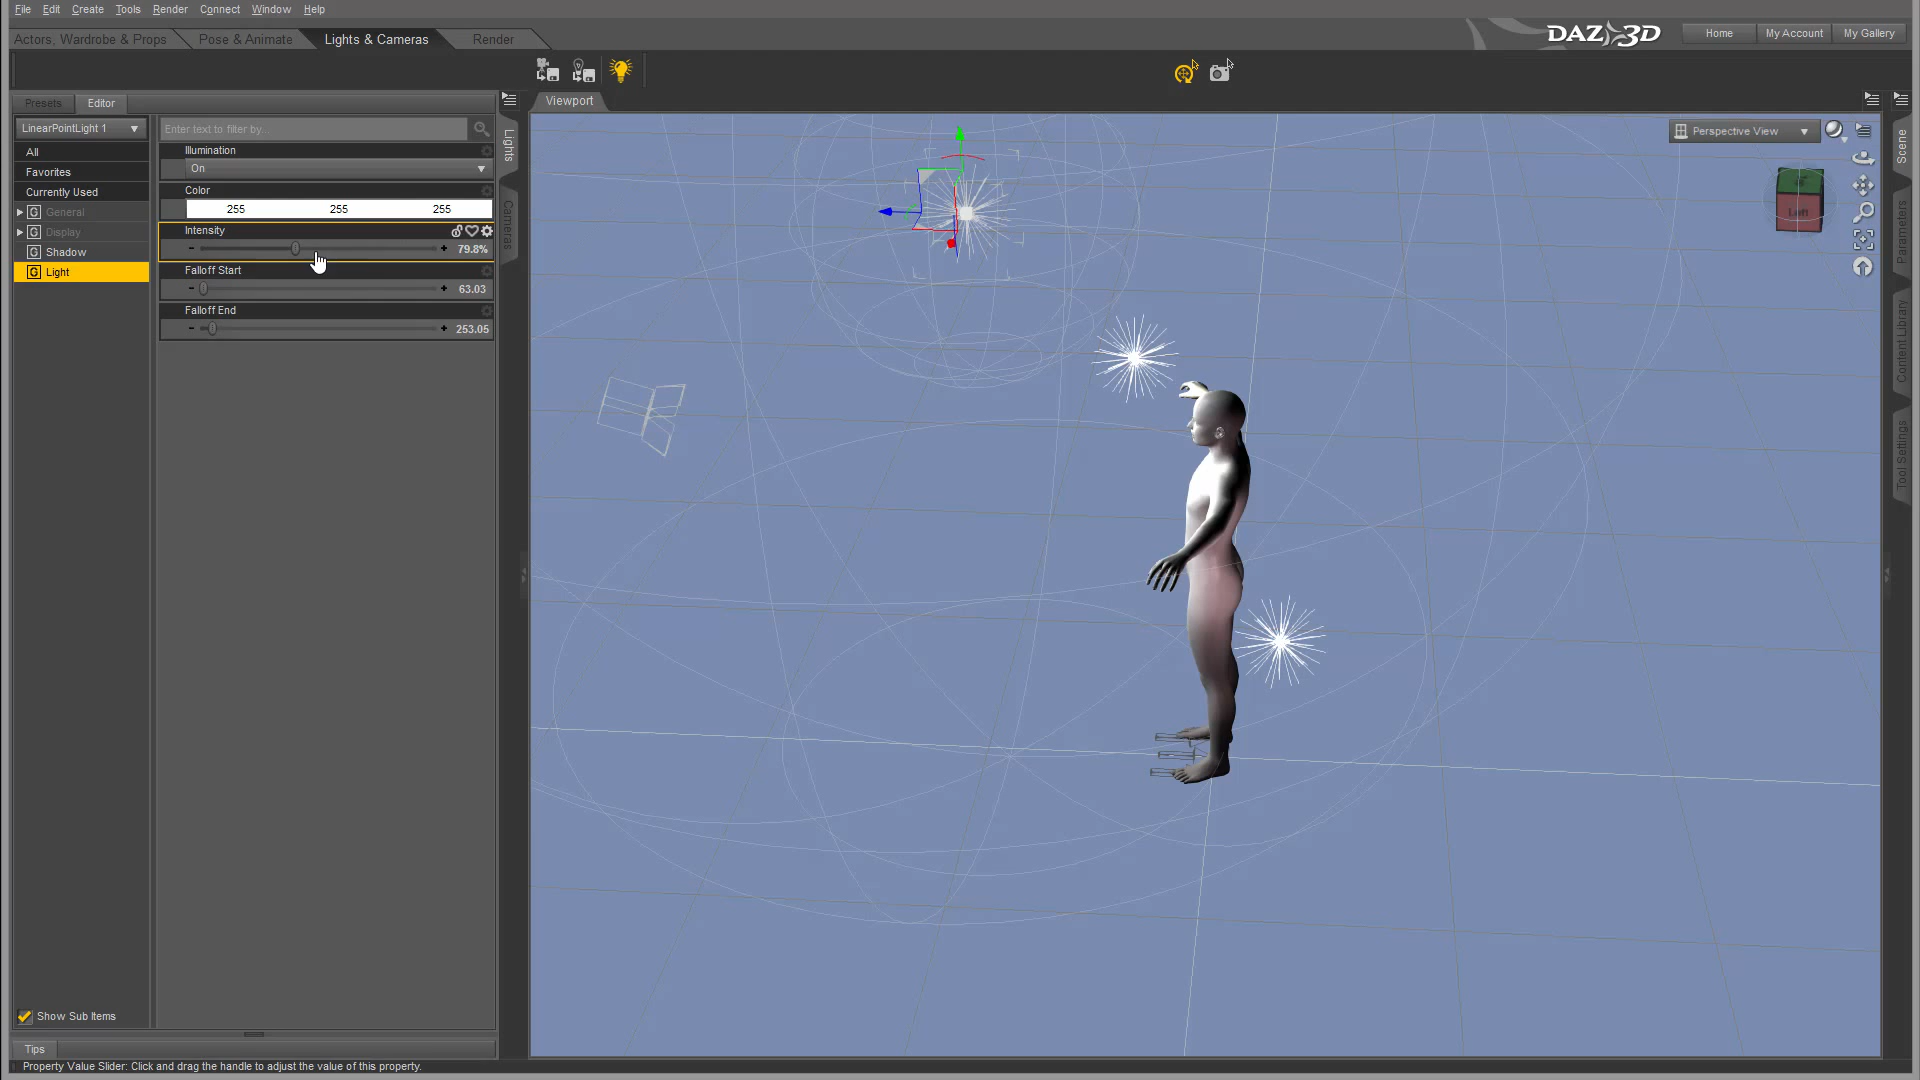 File Edit Create Tools Render Connect Window Help
Actors, Wardrobe & Props Pose & Animate Lights & Cameras Render
DAZ 3D Home My Account My Gallery
Presets Editor
Viewport
LinearPointLight 1
Enter text to filter by...
Perspective View
All
Favorites
Currently Used
General
Display
Shadow
Light
Illumination
On
Color
255 255 255
Intensity
79.8%
Falloff Start
63.03
Falloff End
253.05
Lights
Cameras
Left
Scene
Parameters
Content Library
Tool Settings
Show Sub Items
Tips
Property Value Slider: Click and drag the handle to adjust the value of this property.